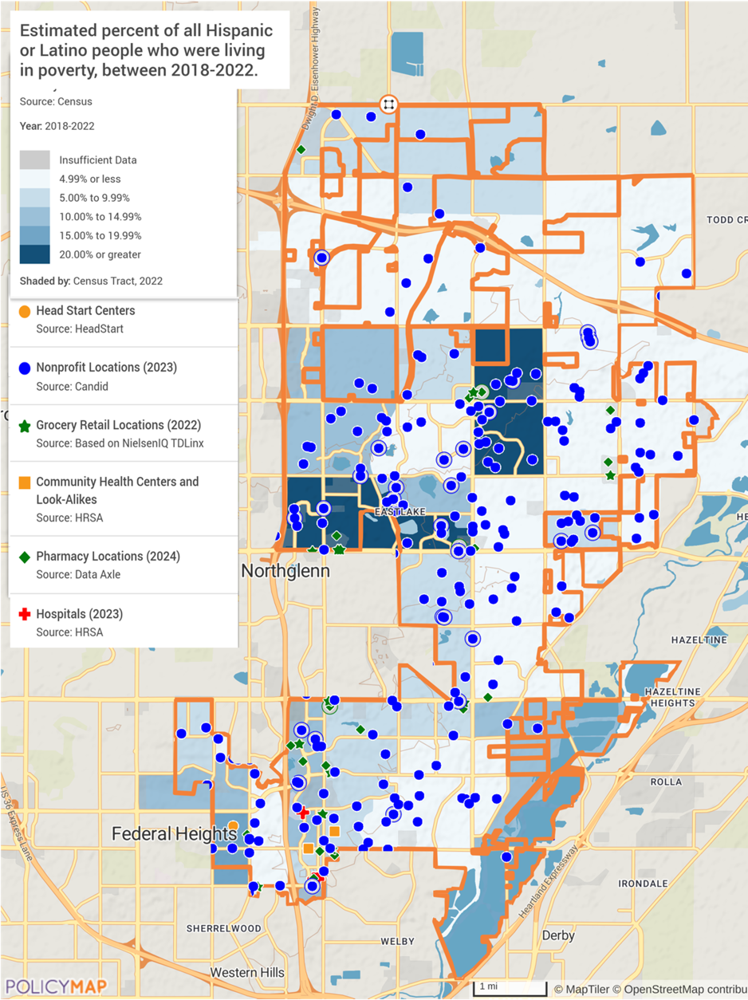 Estimated percent of all Hispanic
or Latino people who were living
in poverty, between 2018-2022.
Source: Census
Year: 2018-2022
Insufficient Data
4.99% or less
5.00% to 9.99%
10.00% to 14.99%
15.00% to 19.99%
20.00% or greater
Shaded by: Census Tract, 2022
Head Start Centers
Source: HeadStart
Nonprofit Locations (2023)
Source: Candid
Grocery Retail Locations (2022)
Source: Based on NielsenIQ TDLinx
Community Health Centers and
Look-Alikes
Source: HRSA
Pharmacy Locations (2024)
Source: Data Axle
Hospitals (2023)
Source: HRSA
Dwight D. Eisenhower Highway
TODD CR
EASTLAKE
HE
Northglenn
HAZELTINE
HAZELTINE
HEIGHTS
ROLLA
US 36 Express Lane
Federal Heights
IRONDALE
Heartland Expressway
SHERRELWOOD
WELBY
Derby
Western Hills
POLICYMAP
1 mi
© MapTiler © OpenStreetMap contribu